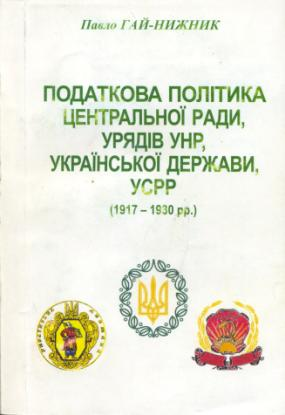 Павло ГАЙ-НИЖНИК
ПОДАТКОВА ПОЛІТИКА
ЦЕНТРАЛЬНОЇ РАДИ,
УРЯДІВ УНР,
УКРАЇНСЬКОЇ ДЕРЖАВИ,
УСРР
(1917 – 1930 рр.)